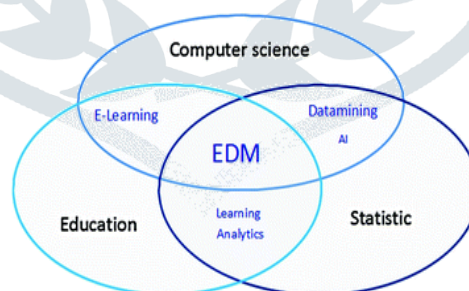 Computer science
E-Learning
Datamining
AI
EDM
Education
Learning
Analytics
Statistic